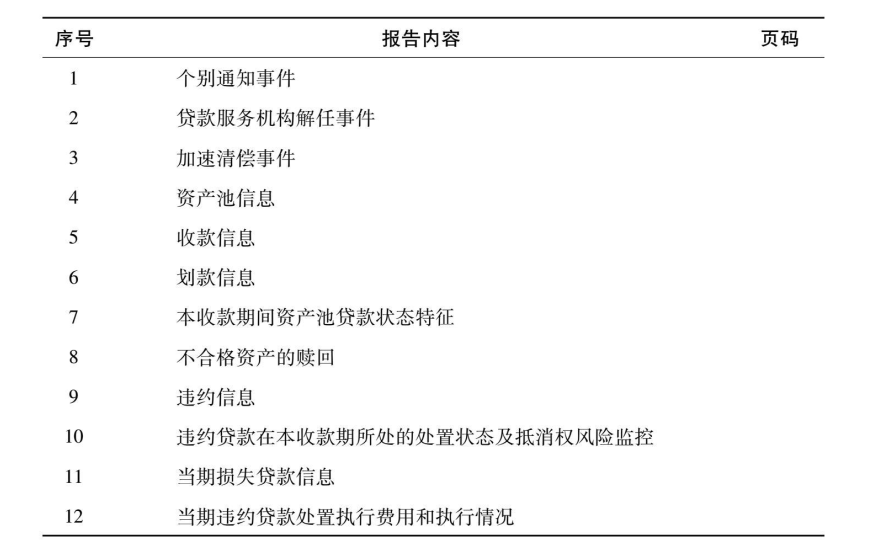 序号 报告内容 页码
1 个别通知事件
2 贷款服务机构解任事件
3 加速清偿事件
4 资产池信息
5 收款信息
6 划款信息
7 本收款期间资产池贷款状态特征
8 不合格资产的赎回
9 违约信息
10 违约贷款在本收款期所处的处置状态及抵消权风险监控
11 当期损失贷款信息
12 当期违约贷款处置执行费用和执行情况